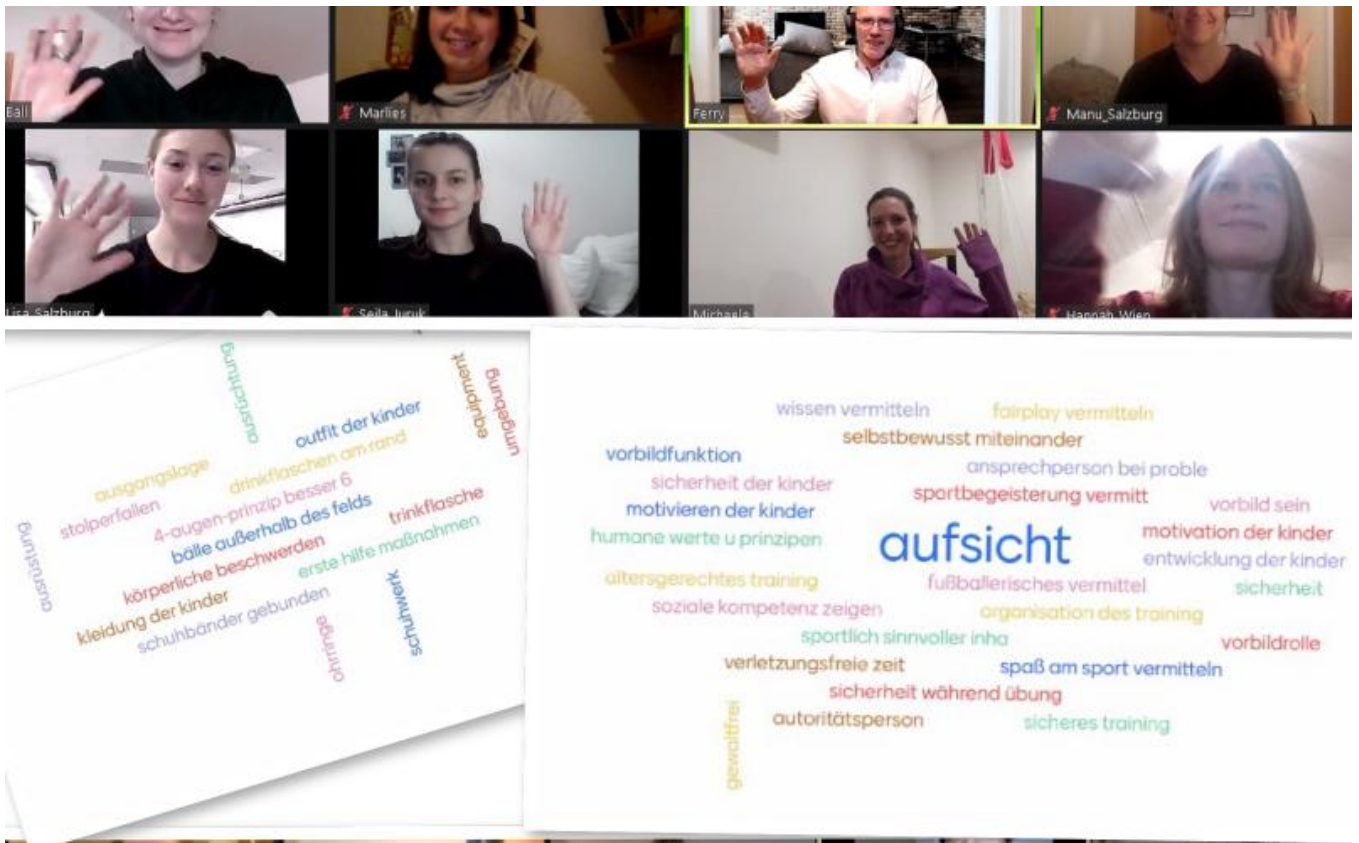 Ball
Marlies
Ferry
Manu_Salzburg
Lisa_Salzburg
Sejla_Juruk
Michaela
Hannah_Wien
ausrüchtung
equipment
umgebung
outfit der kinder
ausgangslage
drinkflaschen am rand
stolperfallen
4-augen-prinzip besser 6
ausrüstung
bälle außerhalb des felds
trinkflasche
körperliche beschwerden
erste hilfe maßnahmen
kleidung der kinder
schuhbänder gebunden
ohrringe
schuhwerk
wissen vermitteln
fairplay vermitteln
selbstbewusst miteinander
vorbildfunktion
ansprechperson bei proble
sicherheit der kinder
sportbegeisterung vermitt
vorbild sein
motivieren der kinder
aufsicht
motivation der kinder
humane werte u prinzipen
entwicklung der kinder
altersgerechtes training
fußballerisches vermittel
sicherheit
soziale kompetenz zeigen
organisation des training
sportlich sinnvoller inha
vorbildrolle
verletzungsfreie zeit
spaß am sport vermitteln
sicherheit während übung
gewaltfrei
autoritätsperson
sicheres training